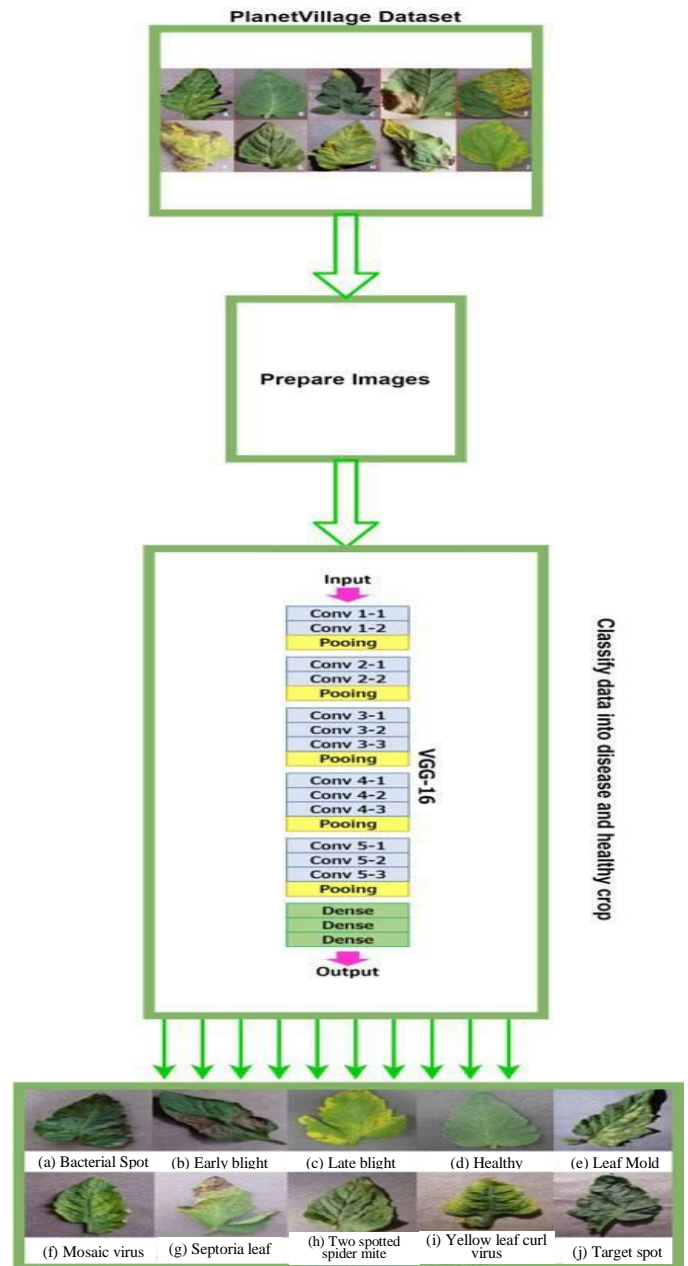 PlanetVillage Dataset
Prepare Images
Input
Conv 1-1
Conv 1-2
Pooing
Conv 2-1
Conv 2-2
Pooing
Conv 3-1
Conv 3-2
Conv 3-3
Pooing
Conv 4-1
Conv 4-2
Conv 4-3
Pooing
Conv 5-1
Conv 5-2
Conv 5-3
Pooing
Dense
Dense
Dense
Output
VGG-16
Classify data into disease and healthy crop
(a) Bacterial Spot
(b) Early blight
(c) Late blight
(d) Healthy
(e) Leaf Mold
(f) Mosaic virus
(g) Septoria leaf
(h) Two spotted
spider mite
(i) Yellow leaf curl
virus
(j) Target spot